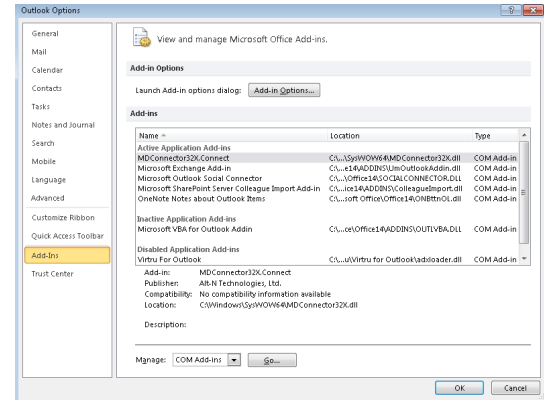 Outlook Options
General
Mail
Calendar
Contacts
Tasks
Notes and Journal
Search
Mobile
Language
Advanced
Customize Ribbon
Quick Access Toolbar
Add-Ins
Trust Center
View and manage Microsoft Office Add-ins.
Add-in Options
Launch Add-in options dialog: Add-in Options...
Add-ins
Name Location Type
Active Application Add-ins
MDConnector32X.Connect C:\...\SysWOW64\MDConnector32X.dll COM Add-in
Microsoft Exchange Add-in C:\...e14\ADDINS\UmOutlookAddin.dll COM Add-in
Microsoft Outlook Social Connector C:\...\Office14\SOCIALCONNECTOR.DLL COM Add-in
Microsoft SharePoint Server Colleague Import Add-in C:\...ice14\ADDINS\ColleagueImport.dll COM Add-in
OneNote Notes about Outlook Items C:\...soft Office\Office14\ONBttnOL.dll COM Add-in
Inactive Application Add-ins
Microsoft VBA for Outlook Addin C:\...ce\Office14\ADDINS\OUTLVBA.DLL COM Add-in
Disabled Application Add-ins
Virtru For Outlook C:\...u\Virtru for Outlook\adxloader.dll COM Add-in
Add-in: MDConnector32X.Connect
Publisher: Alt-N Technologies, Ltd.
Compatibility: No compatibility information available
Location: C:\Windows\SysWOW64\MDConnector32X.dll
Description:
Manage: COM Add-ins Go...
OK Cancel